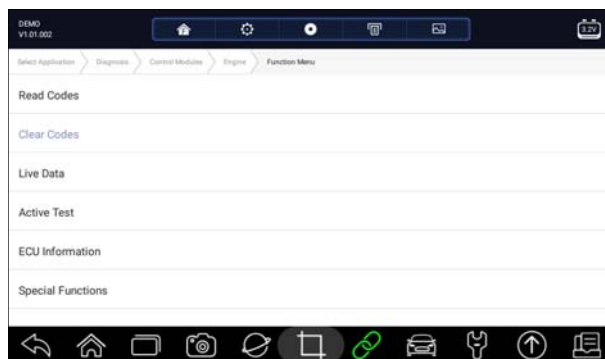 DEMO
V1.01.002
3.2V
Select Application Diagnosis Control Modules Engine Function Menu
Read Codes
Clear Codes
Live Data
Active Test
ECU Information
Special Functions